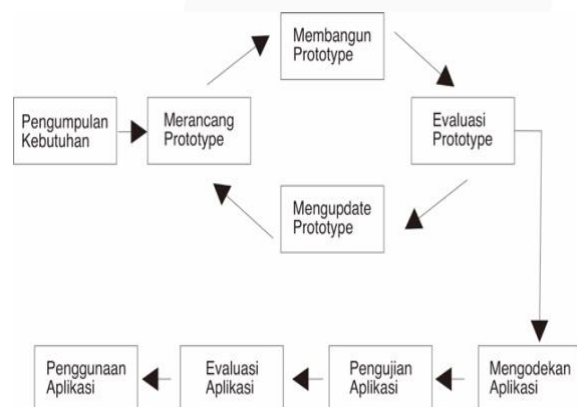 Membangun
Prototype
Pengumpulan
Kebutuhan
Merancang
Prototype
Evaluasi
Prototype
Mengupdate
Prototype
Penggunaan
Aplikasi
Evaluasi
Aplikasi
Pengujian
Aplikasi
Mengodekan
Aplikasi